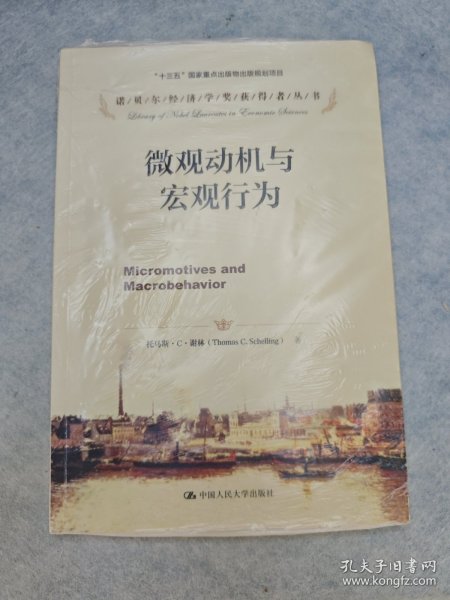 “十三五”国家重点出版物出版规划项目
诺/贝/尔/经/济/学/奖/获/得/者/丛/书
Library of Nobel Laureates in Economic Sciences
微观动机与
宏观行为
Micromotives and
Macrobehavior
托马斯·C·谢林（Thomas C. Schelling） 著
中国人民大学出版社
孔夫子旧书网
www.kongfz.com